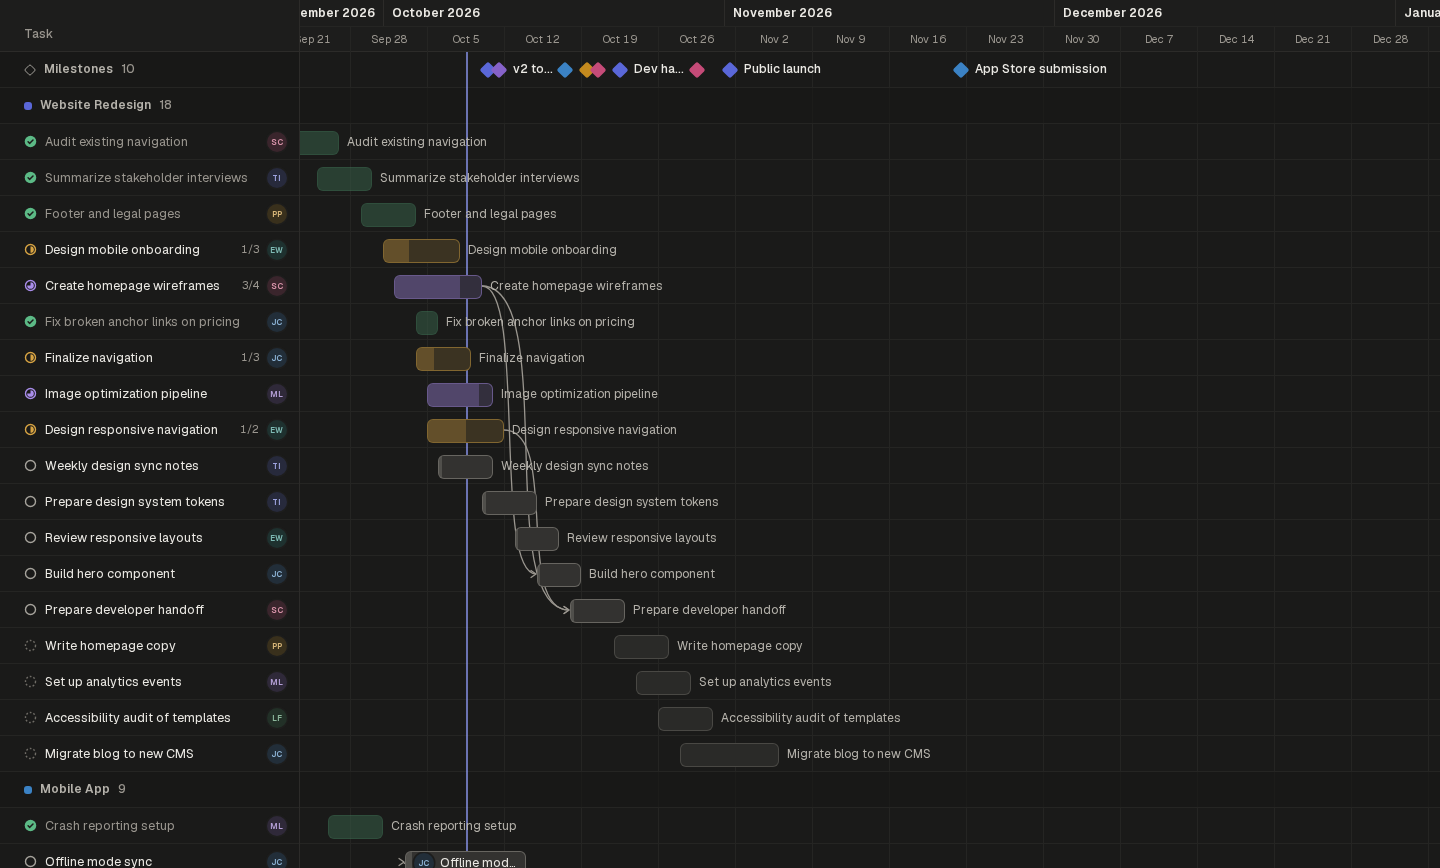 Task
ember 2026
October 2026
November 2026
December 2026
Janua
Sep 21
Sep 28
Oct 5
Oct 12
Oct 19
Oct 26
Nov 2
Nov 9
Nov 16
Nov 23
Nov 30
Dec 7
Dec 14
Dec 21
Dec 28
Milestones 10
v2 to…
Dev ha…
Public launch
App Store submission
Website Redesign 18
Audit existing navigation SC Audit existing navigation
Summarize stakeholder interviews TI Summarize stakeholder interviews
Footer and legal pages PP Footer and legal pages
Design mobile onboarding 1/3 EW Design mobile onboarding
Create homepage wireframes 3/4 SC Create homepage wireframes
Fix broken anchor links on pricing JC Fix broken anchor links on pricing
Finalize navigation 1/3 JC Finalize navigation
Image optimization pipeline ML Image optimization pipeline
Design responsive navigation 1/2 EW Design responsive navigation
Weekly design sync notes TI Weekly design sync notes
Prepare design system tokens TI Prepare design system tokens
Review responsive layouts EW Review responsive layouts
Build hero component JC Build hero component
Prepare developer handoff SC Prepare developer handoff
Write homepage copy PP Write homepage copy
Set up analytics events ML Set up analytics events
Accessibility audit of templates LF Accessibility audit of templates
Migrate blog to new CMS JC Migrate blog to new CMS
Mobile App 9
Crash reporting setup ML Crash reporting setup
Offline mode sync JC JC Offline mod…